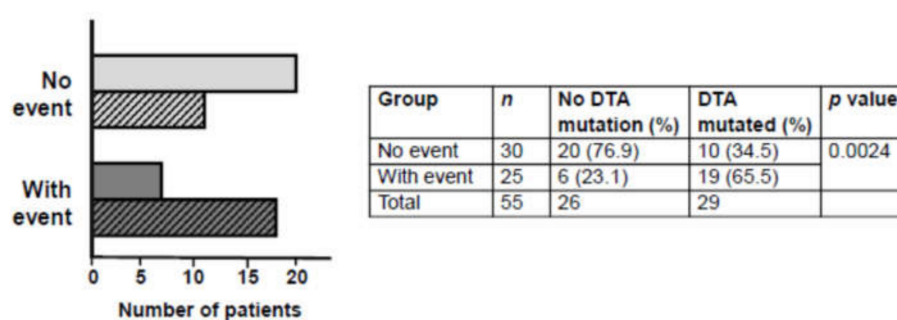 No
event
With
event
0 5 10 15 20
Number of patients
Group n No DTA mutation (%) DTA mutated (%) p value
No event 30 20 (76.9) 10 (34.5) 0.0024
With event 25 6 (23.1) 19 (65.5)
Total 55 26 29